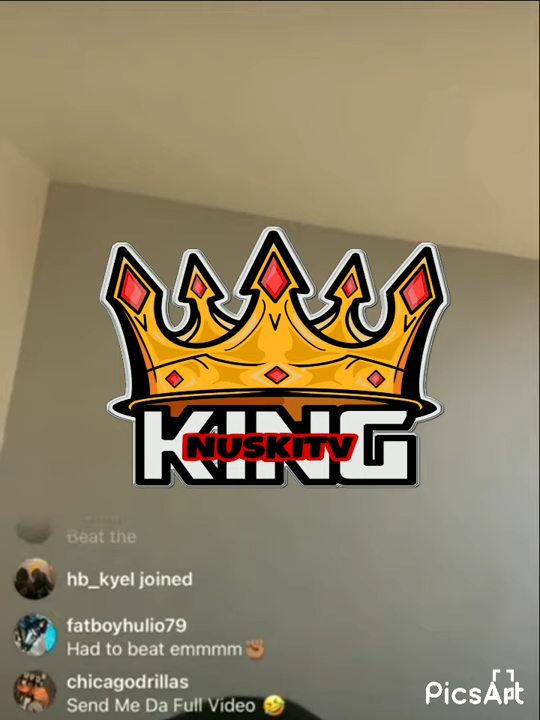 KING
NUSKITV
Beat the
hb_kyel joined
fatboyhulio79
Had to beat emmmm✊🏽
chicagodrillas
Send Me Da Full Video 🤣
PicsArt